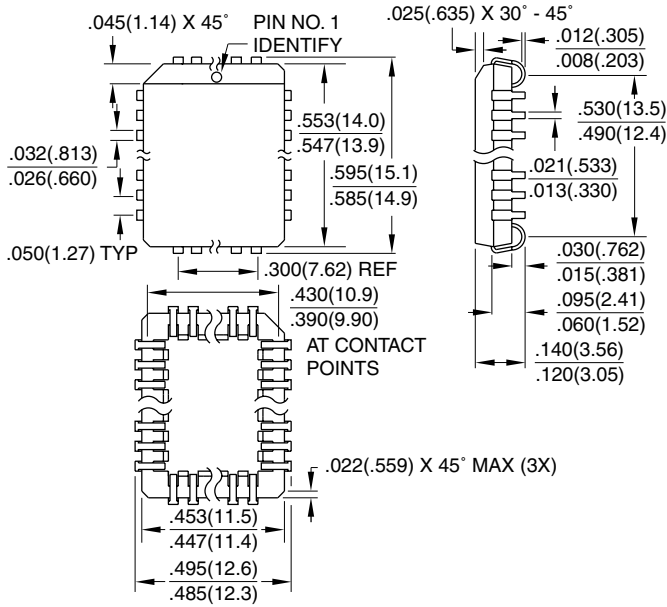 .045(1.14) X 45°
PIN NO. 1
IDENTIFY
.553(14.0)
.547(13.9)
.595(15.1)
.585(14.9)
.032(.813)
.026(.660)
.050(1.27) TYP
.300(7.62) REF
.430(10.9)
.390(9.90)
AT CONTACT
POINTS
.022(.559) X 45° MAX (3X)
.453(11.5)
.447(11.4)
.495(12.6)
.485(12.3)
.025(.635) X 30° - 45°
.012(.305)
.008(.203)
.530(13.5)
.490(12.4)
.021(.533)
.013(.330)
.030(.762)
.015(.381)
.095(2.41)
.060(1.52)
.140(3.56)
.120(3.05)